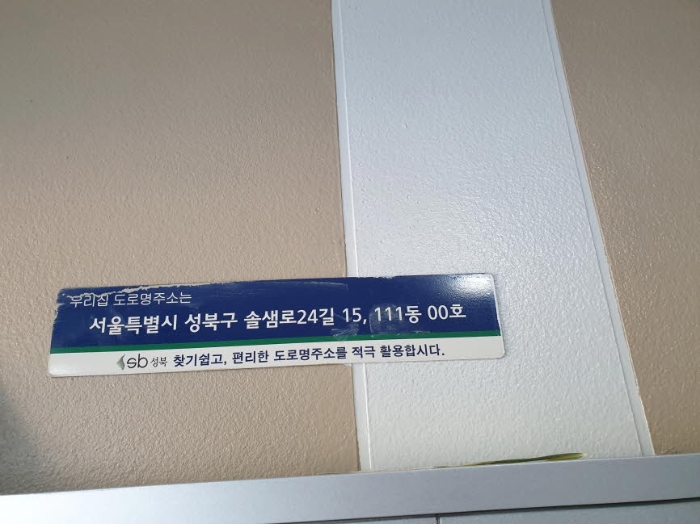 우리집 도로명주소는
서울특별시 성북구 솔샘로24길 15, 111동 00호
sb 성북 찾기쉽고, 편리한 도로명주소를 적극 활용합시다.